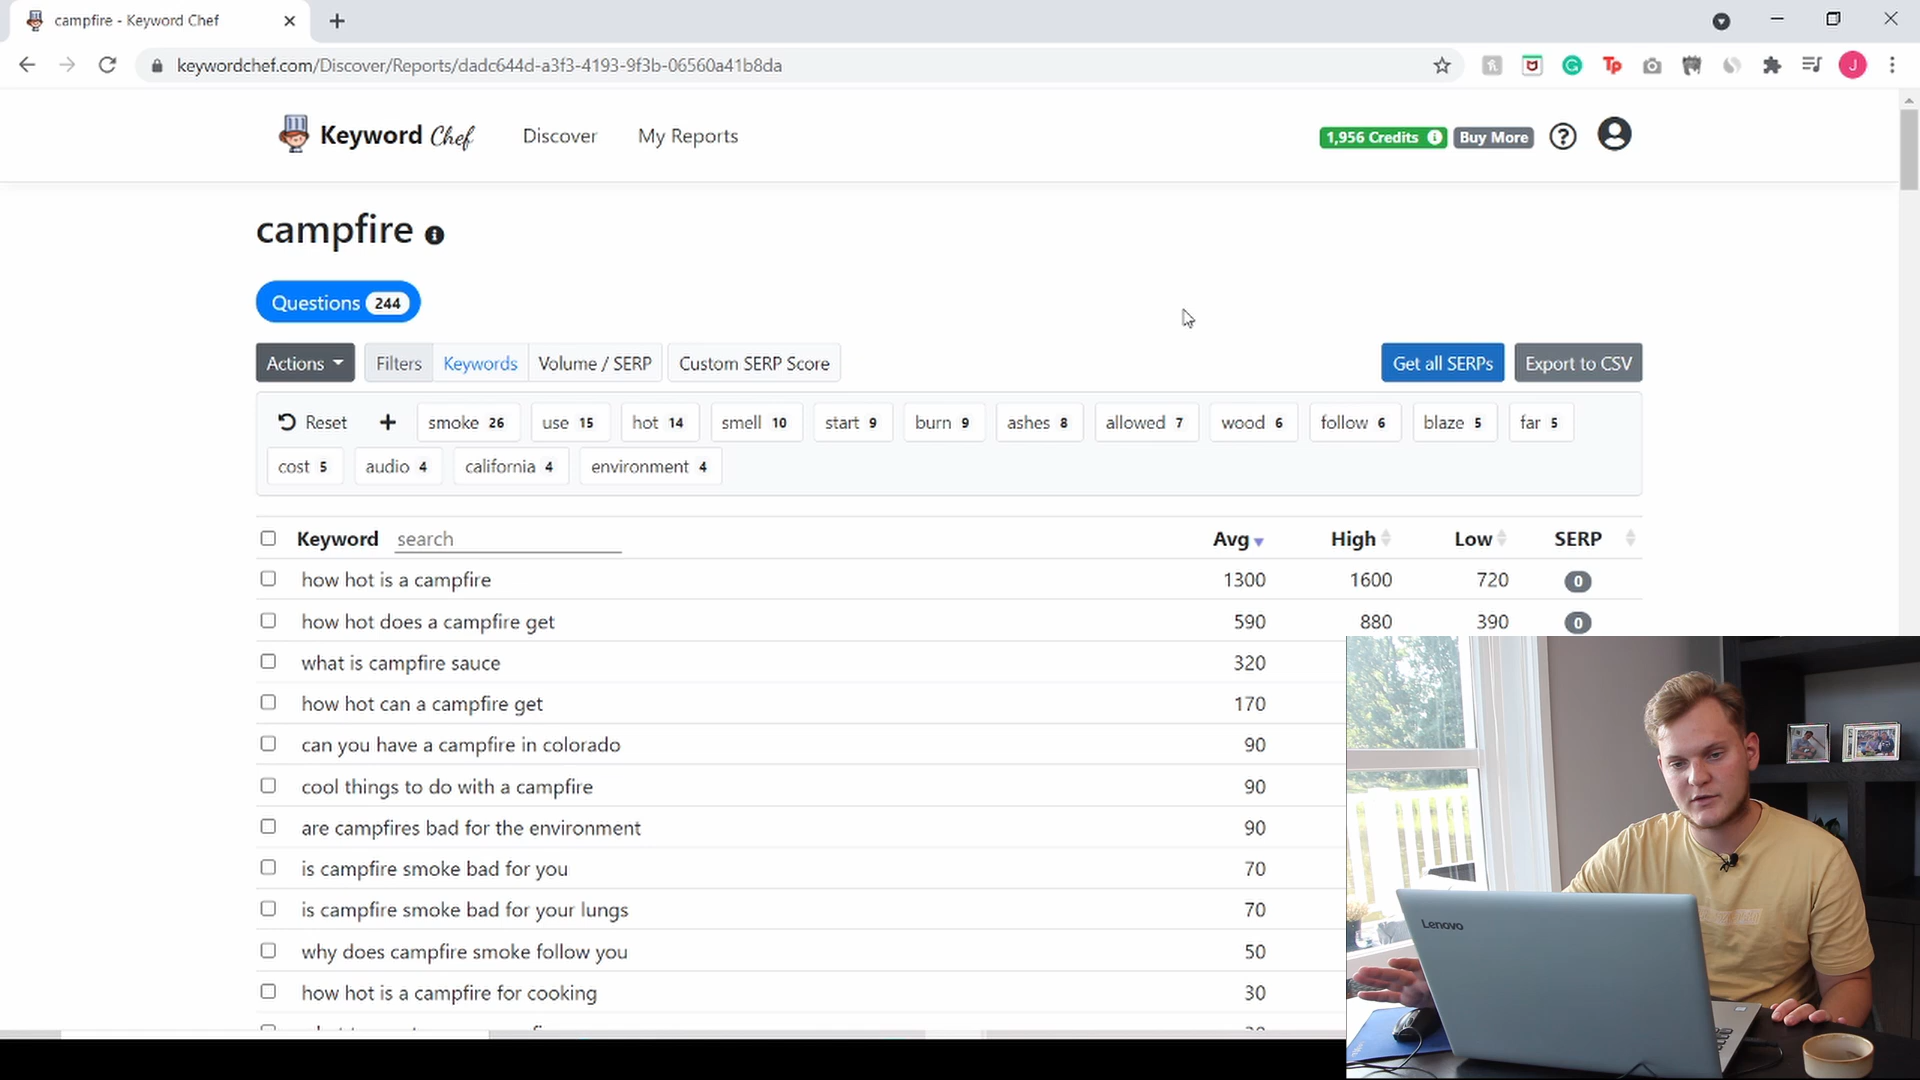 campfire - Keyword Chef
keywordchef.com/Discover/Reports/dadc644d-a3f3-4193-9f3b-06560a41b8da
Tp
J
Keyword Chef
Discover
My Reports
1,956 Credits
Buy More
campfire
Questions 244
Actions
Filters
Keywords
Volume / SERP
Custom SERP Score
Get all SERPs
Export to CSV
Reset
smoke 26
use 15
hot 14
smell 10
start 9
burn 9
ashes 8
allowed 7
wood 6
follow 6
blaze 5
far 5
cost 5
audio 4
california 4
environment 4
Keyword search Avg High Low SERP
how hot is a campfire 1300 1600 720 0
how hot does a campfire get 590 880 390 0
what is campfire sauce 320
how hot can a campfire get 170
can you have a campfire in colorado 90
cool things to do with a campfire 90
are campfires bad for the environment 90
is campfire smoke bad for you 70
is campfire smoke bad for your lungs 70
why does campfire smoke follow you 50
how hot is a campfire for cooking 30
Lenovo